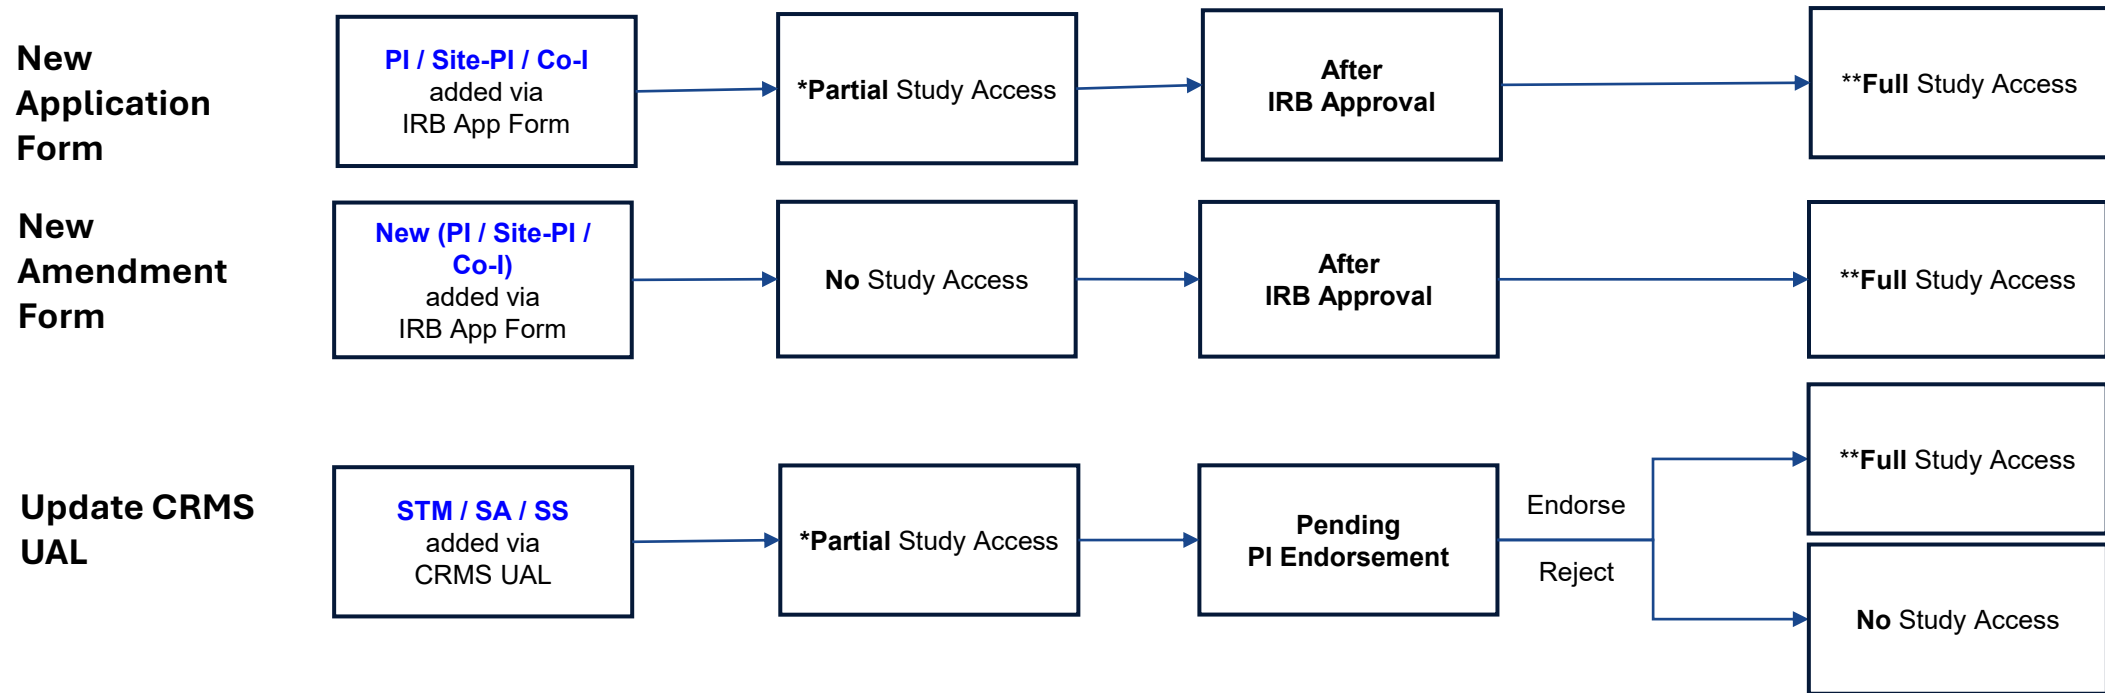 New
Application
Form
PI / Site-PI / Co-I
added via
IRB App Form
*Partial Study Access
After
IRB Approval
**Full Study Access
New
Amendment
Form
New (PI / Site-PI /
Co-I)
added via
IRB App Form
No Study Access
After
IRB Approval
**Full Study Access
Update CRMS
UAL
STM / SA / SS
added via
CRMS UAL
*Partial Study Access
Pending
PI Endorsement
Endorse
Reject
**Full Study Access
No Study Access